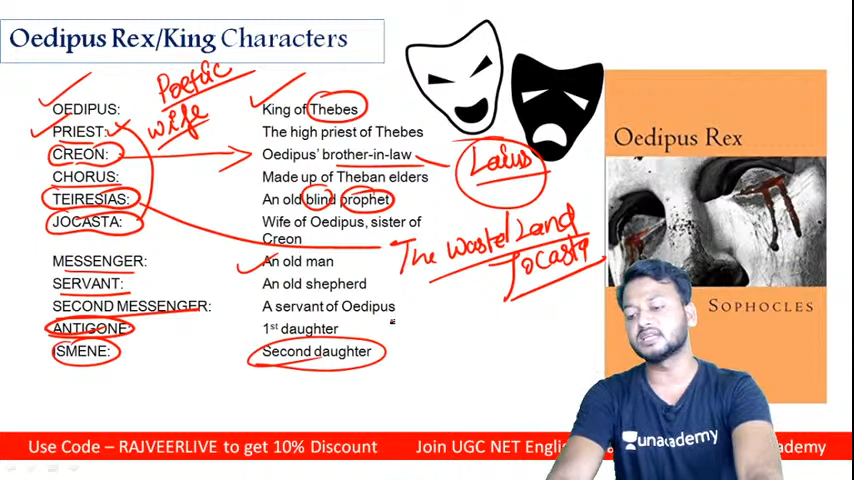 Oedipus Rex/King Characters
Poetic
wife
OEDIPUS: King of Thebes
PRIEST: The high priest of Thebes
CREON: Oedipus' brother-in-law
Laius
CHORUS: Made up of Theban elders
TEIRESIAS: An old blind prophet
JOCASTA: Wife of Oedipus, sister of
Creon
The Waste Land
Jocasta
MESSENGER: An old man
SERVANT: An old shepherd
SECOND MESSENGER: A servant of Oedipus
ANTIGONE: 1st daughter
ISMENE: Second daughter
Oedipus Rex
SOPHOCLES
unacademy
Use Code – RAJVEERLIVE to get 10% Discount
Join UGC NET Engli
ademy